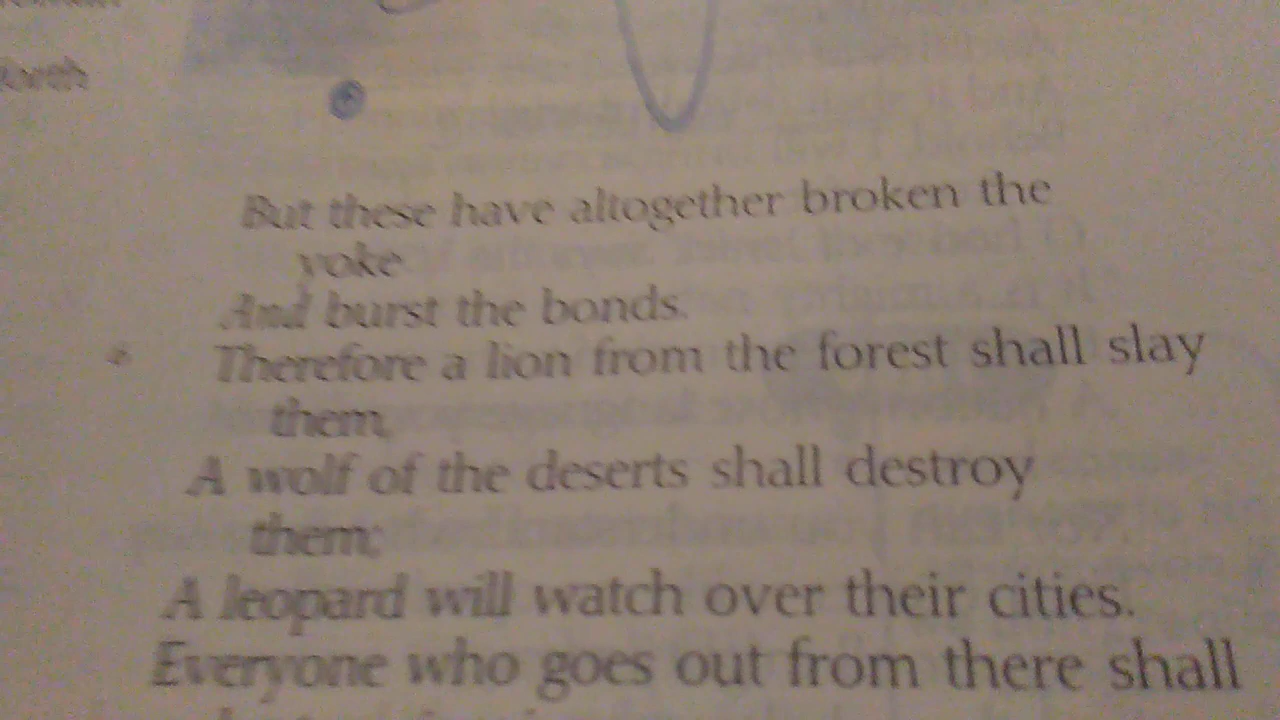 But these have altogether broken the
yoke
And burst the bonds.
6
Therefore a lion from the forest shall slay
them,
A wolf of the deserts shall destroy
them;
A leopard will watch over their cities.
Everyone who goes out from there shall